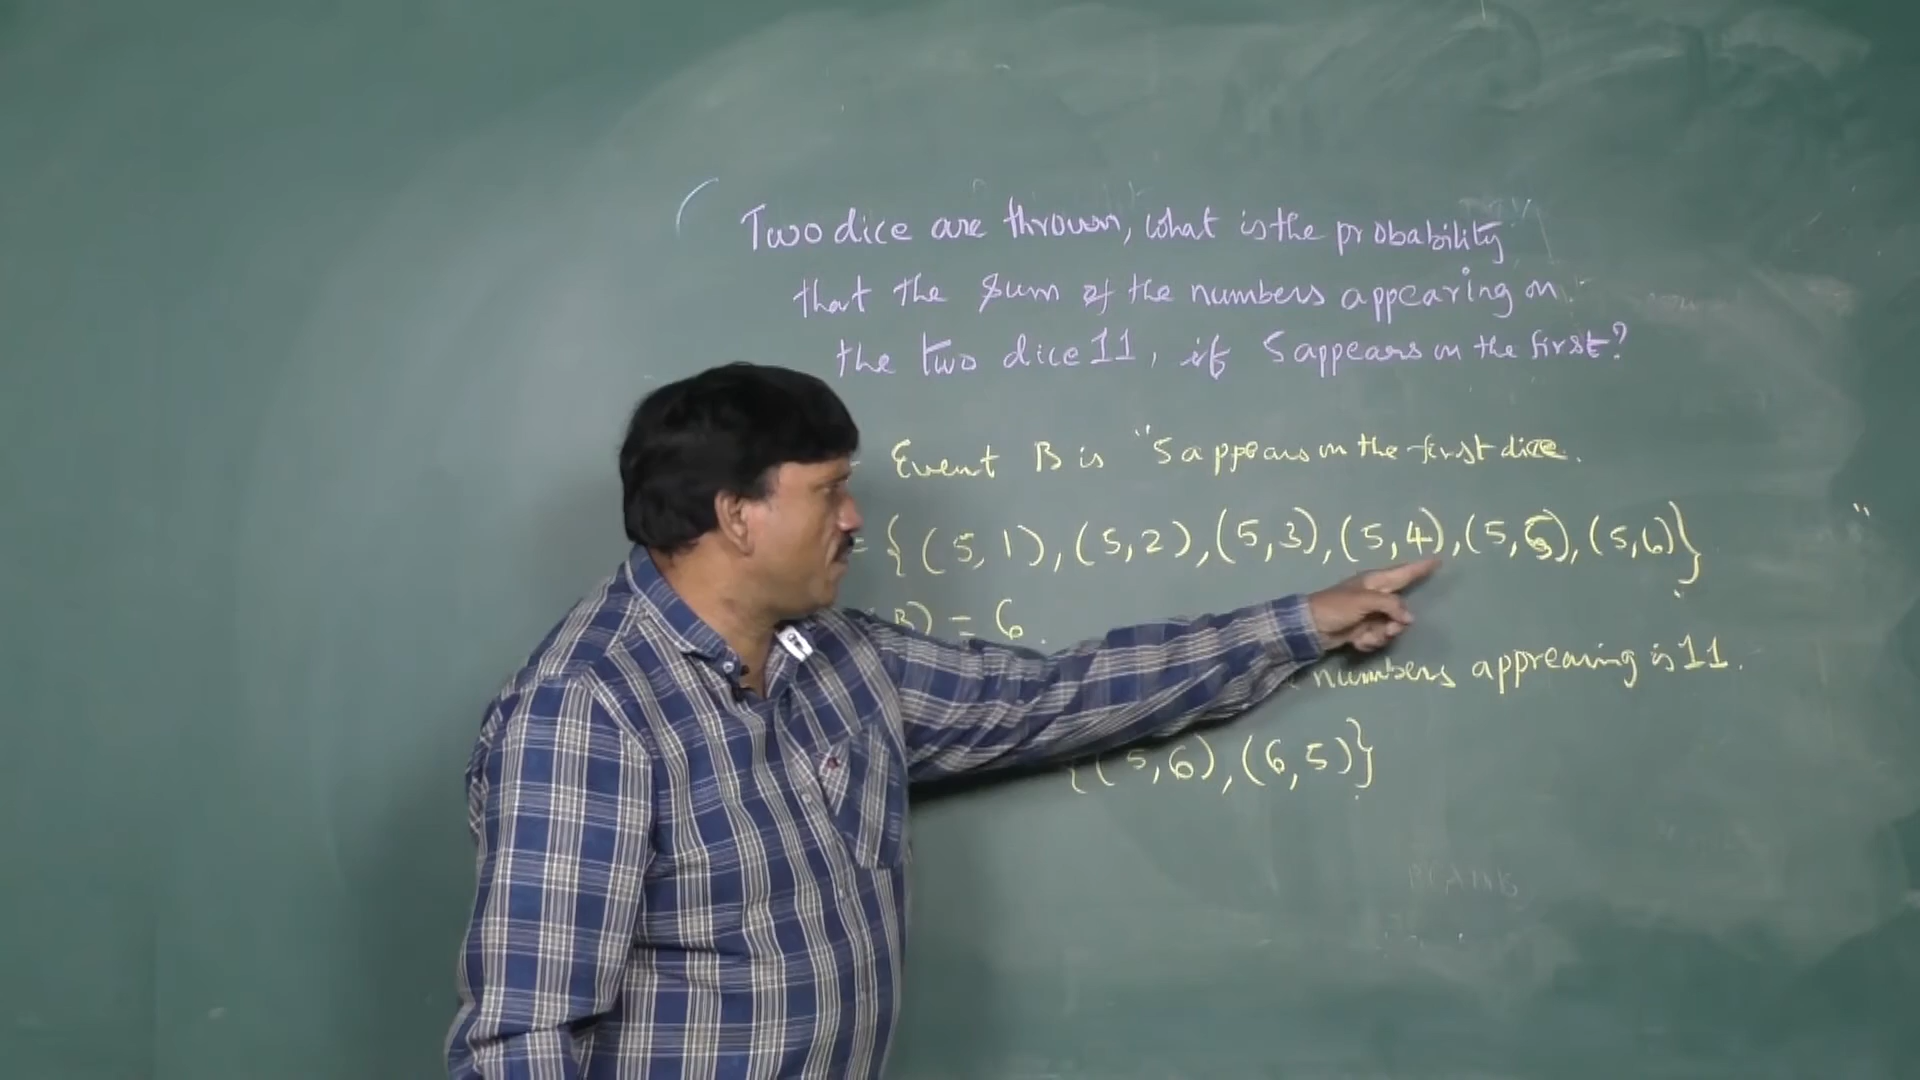 Two dice are thrown, what is the probability
that the sum of the numbers appearing on
the two dice 11, if 5 appears on the first?
Event B is "5 appears on the first dice.
= {(5,1),(5,2),(5,3),(5,4),(5,5),(5,6)}
"
B) = 6.
numbers apprearing is 11.
{(5,6),(6,5)}